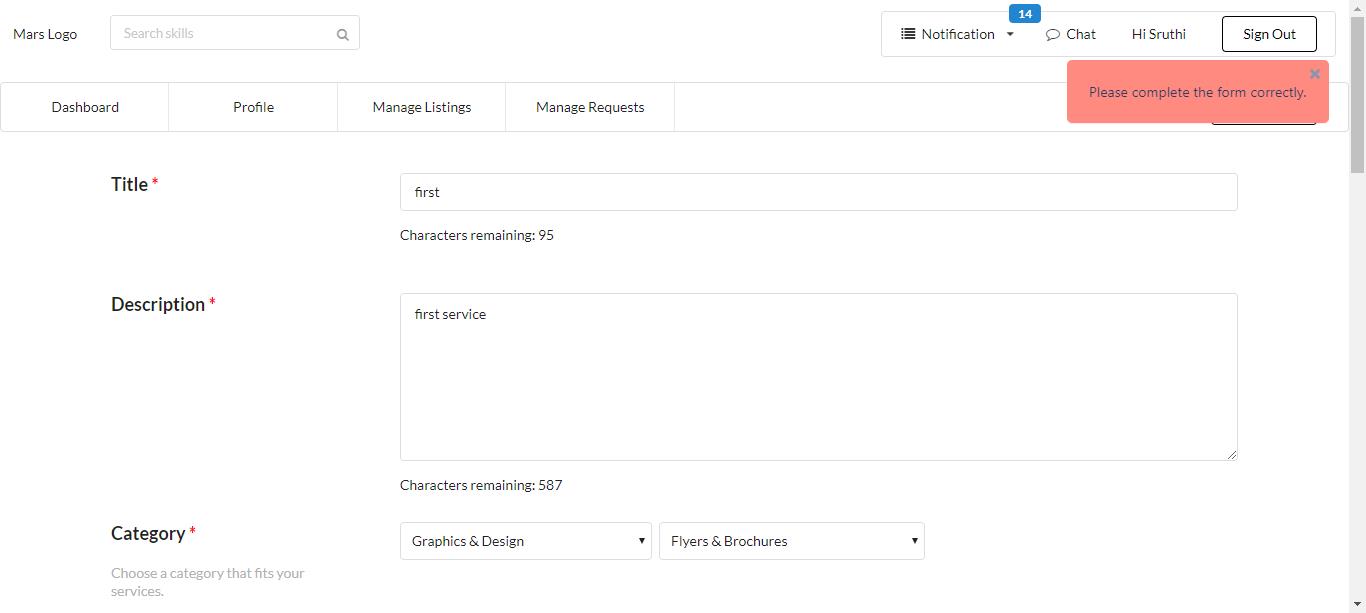 Mars Logo
Search skills
14
Notification
Chat
Hi Sruthi
Sign Out
Please complete the form correctly.
Dashboard
Profile
Manage Listings
Manage Requests
Title *
first
Characters remaining: 95
Description *
first service
Characters remaining: 587
Category *
Graphics & Design
Flyers & Brochures
Choose a category that fits your
services.